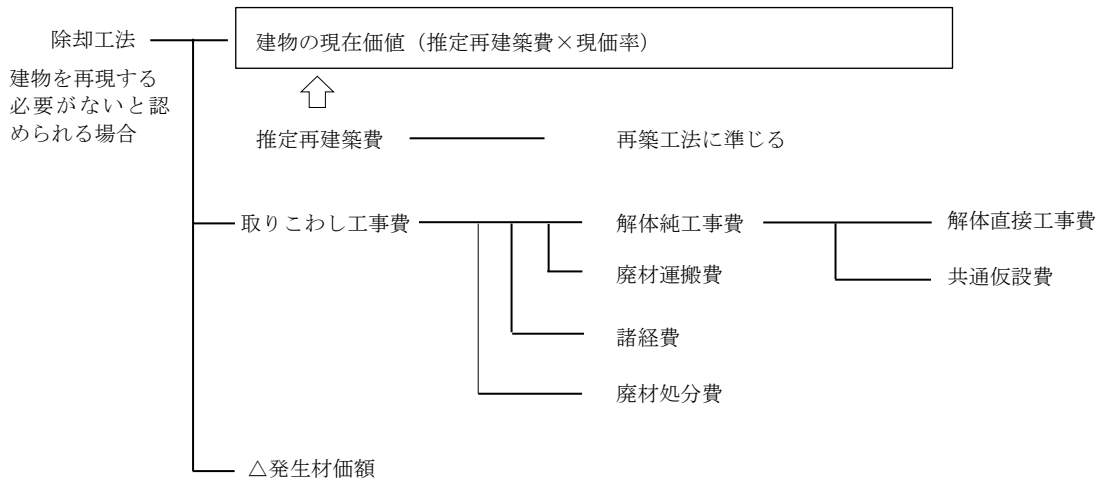 除却工法
建物の現在価値（推定再建築費×現価率）
建物を再現する
必要がないと認
められる場合
推定再建築費
再築工法に準じる
取りこわし工事費
解体純工事費
解体直接工事費
廃材運搬費
共通仮設費
諸経費
廃材処分費
△発生材価額